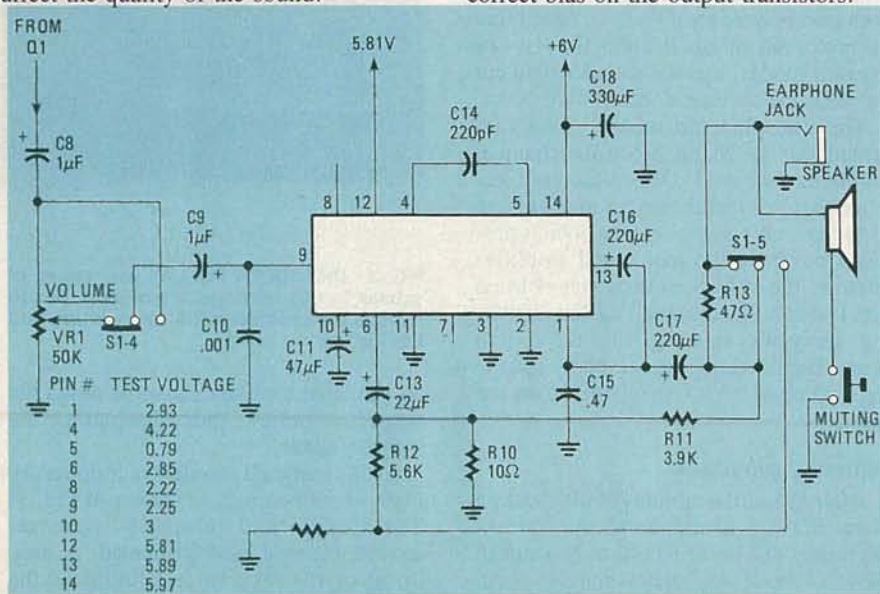 affect the quality of the sound.
correct bias on the output transistors.
FROM
Q1
5.81V
+6V
C18
330µF
EARPHONE
JACK
C14
220pF
SPEAKER
C8
1µF
C9
1µF
8 12 4 5 14
C16
220µF
S1-5
9
13
VOLUME
10 6 11 7 3 2 1
R13
47Ω
VR1
50K
S1-4
C10
.001
C11
47µF
C17
220µF
C13
22µF
C15
.47
MUTING
SWITCH
R12
5.6K
R10
10Ω
R11
3.9K
PIN # TEST VOLTAGE
1 2.93
4 4.22
5 0.79
6 2.85
8 2.22
9 2.25
10 3
12 5.81
13 5.89
14 5.97